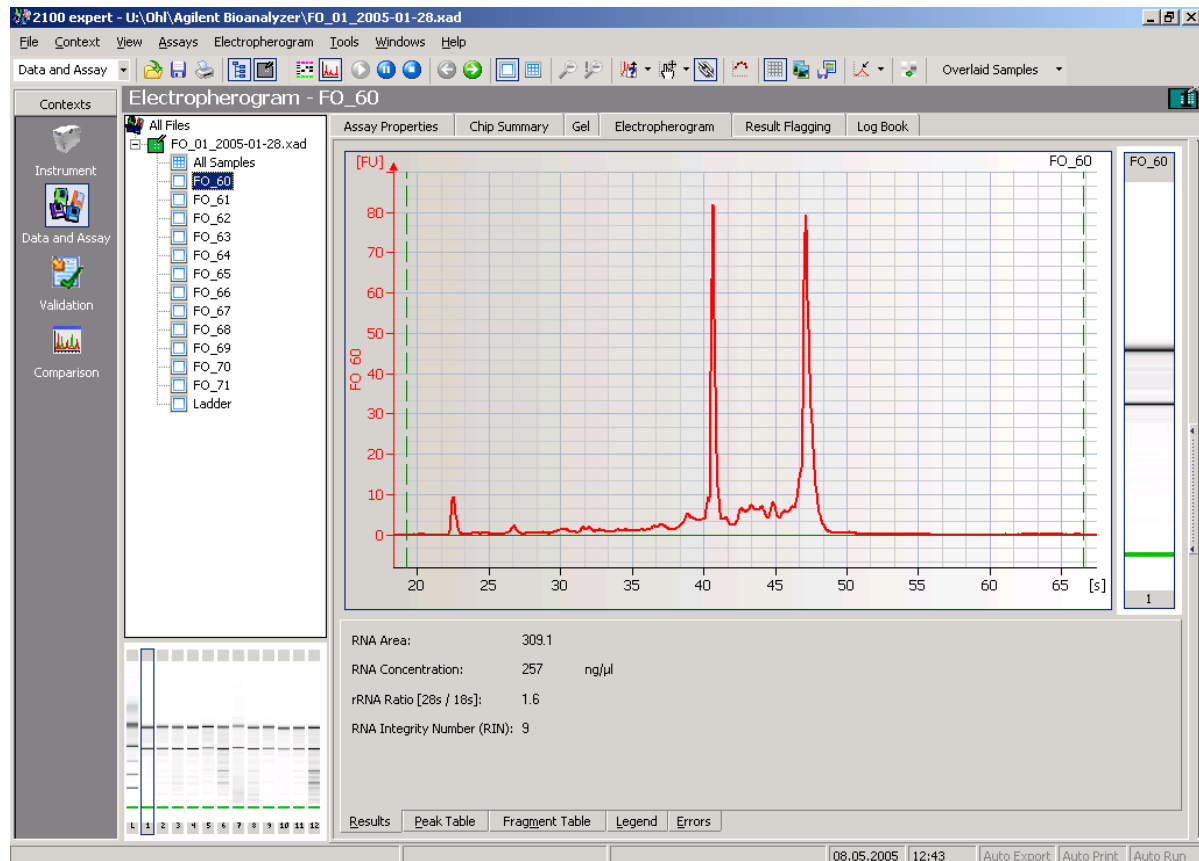 2100 expert - U:\Ohl\Agilent Bioanalyzer\FO_01_2005-01-28.xad
File Context View Assays Electropherogram Tools Windows Help
Data and Assay Overlaid Samples
Contexts
Instrument
Data and Assay
Validation
Comparison
Electropherogram - FO_60
All Files
FO_01_2005-01-28.xad
All Samples
FO_60
FO_61
FO_62
FO_63
FO_64
FO_65
FO_66
FO_67
FO_68
FO_69
FO_70
FO_71
Ladder
L 1 2 3 4 5 6 7 8 9 10 11 12
Assay Properties Chip Summary Gel Electropherogram Result Flagging Log Book
[FU] FO_60
80
70
60
50
40
30
20
10
0
FO_60
20 25 30 35 40 45 50 55 60 65 [s]
FO_60
1
RNA Area: 309.1
RNA Concentration: 257 ng/µl
rRNA Ratio [28s / 18s]: 1.6
RNA Integrity Number (RIN): 9
Results Peak Table Fragment Table Legend Errors
08.05.2005 12:43 Auto Export Auto Print Auto Run